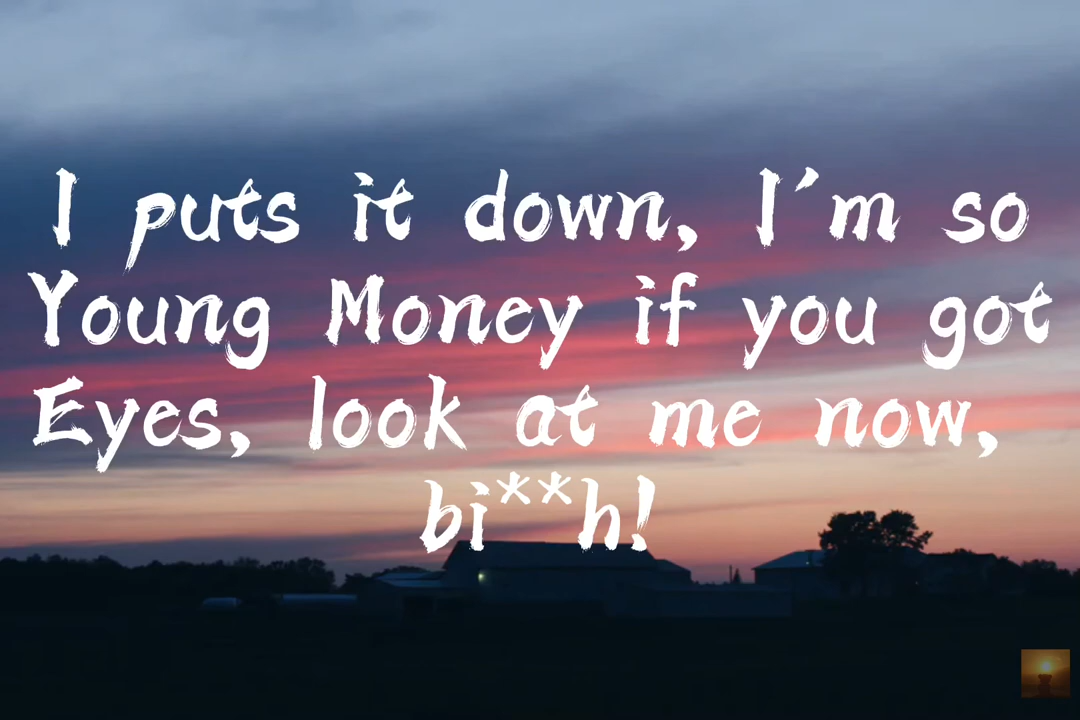 I puts it down, I'm so
Young Money if you got
Eyes, look at me now,
bi**h!